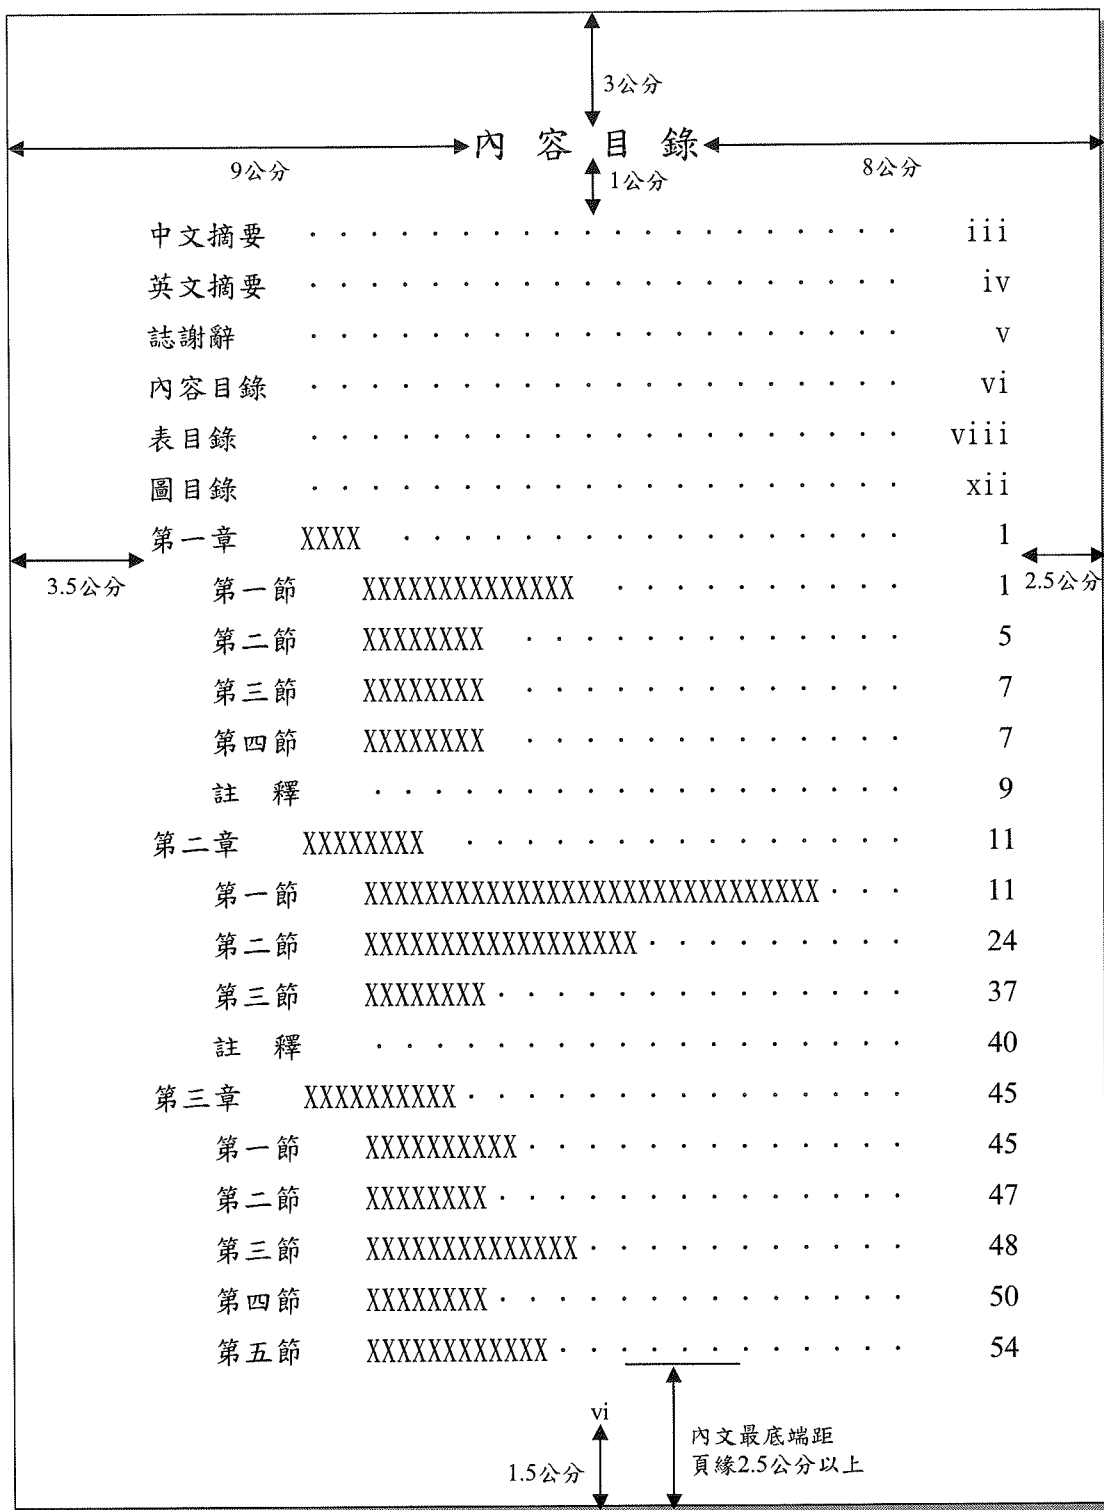 3公分
內 容 目 錄
9公分 1公分 8公分
中文摘要 · · · · · · · · · · · · · · · · · · · · iii
英文摘要 · · · · · · · · · · · · · · · · · · · · iv
誌謝辭 · · · · · · · · · · · · · · · · · · · · v
內容目錄 · · · · · · · · · · · · · · · · · · · · vi
表目錄 · · · · · · · · · · · · · · · · · · · · viii
圖目錄 · · · · · · · · · · · · · · · · · · · · xii
第一章 XXXX · · · · · · · · · · · · · · · · · 1
3.5公分 2.5公分
第一節 XXXXXXXXXXXXXX · · · · · · · · · · 1
第二節 XXXXXXXX · · · · · · · · · · · · · 5
第三節 XXXXXXXX · · · · · · · · · · · · · 7
第四節 XXXXXXXX · · · · · · · · · · · · · 7
註 釋 · · · · · · · · · · · · · · · · · · 9
第二章 XXXXXXXX · · · · · · · · · · · · · · · 11
第一節 XXXXXXXXXXXXXXXXXXXXXXXXXXXXXX · · · 11
第二節 XXXXXXXXXXXXXXXXXX · · · · · · · · · 24
第三節 XXXXXXXX · · · · · · · · · · · · · · 37
註 釋 · · · · · · · · · · · · · · · · · · 40
第三章 XXXXXXXXXX · · · · · · · · · · · · · · · 45
第一節 XXXXXXXXXX · · · · · · · · · · · · · 45
第二節 XXXXXXXX · · · · · · · · · · · · · · 47
第三節 XXXXXXXXXXXXXX · · · · · · · · · · · 48
第四節 XXXXXXXX · · · · · · · · · · · · · · 50
第五節 XXXXXXXXXXXX · · · · · · · · · · · · 54
vi
1.5公分
內文最底端距
頁緣2.5公分以上